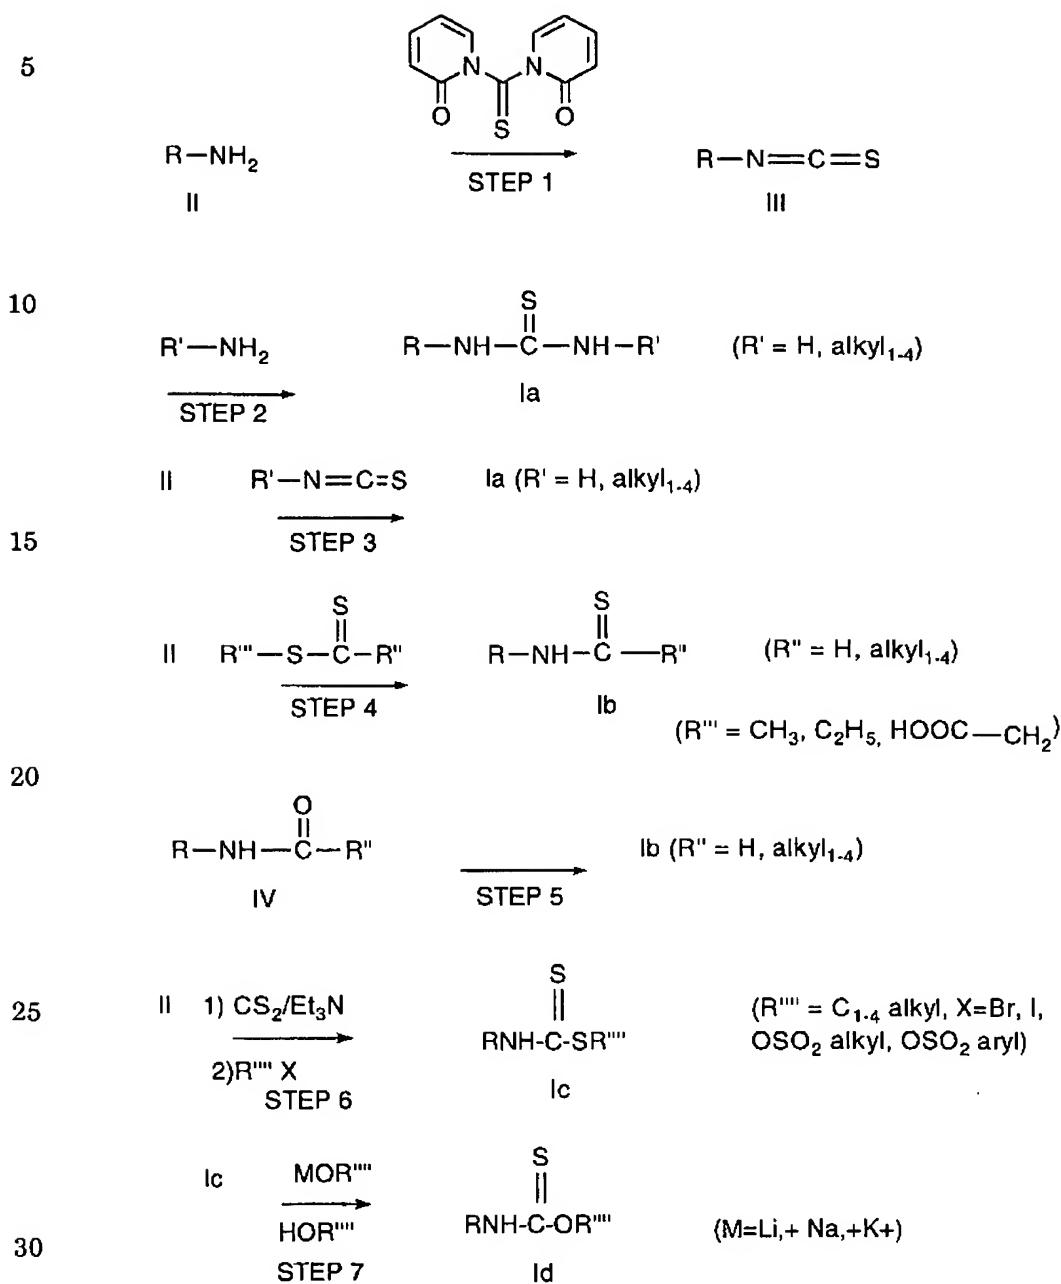 5
N N
O S O
R—NH₂ STEP 1 R—N=C=S
II III
10
S
R'—NH₂ R—NH—C—NH—R' (R' = H, alkyl₁₋₄)
STEP 2 Ia
II R'—N=C=S Ia (R' = H, alkyl₁₋₄)
15
STEP 3
S S
II R''''—S—C—R'' R—NH—C—R'' (R'' = H, alkyl₁₋₄)
STEP 4 Ib
(R''' = CH₃, C₂H₅, HOOC—CH₂)
20
O
R—NH—C—R'' Ib (R'' = H, alkyl₁₋₄)
IV STEP 5
S
25 II 1) CS₂/Et₃N (R'''' = C₁₋₄ alkyl, X=Br, I,
RNH-C-SR'''' OSO₂ alkyl, OSO₂ aryl)
2)R'''' X
STEP 6 Ic
S
Ic MOR''''
HOR'''' RNH-C-OR'''' (M=Li,+ Na,+K+)
30
STEP 7 Id